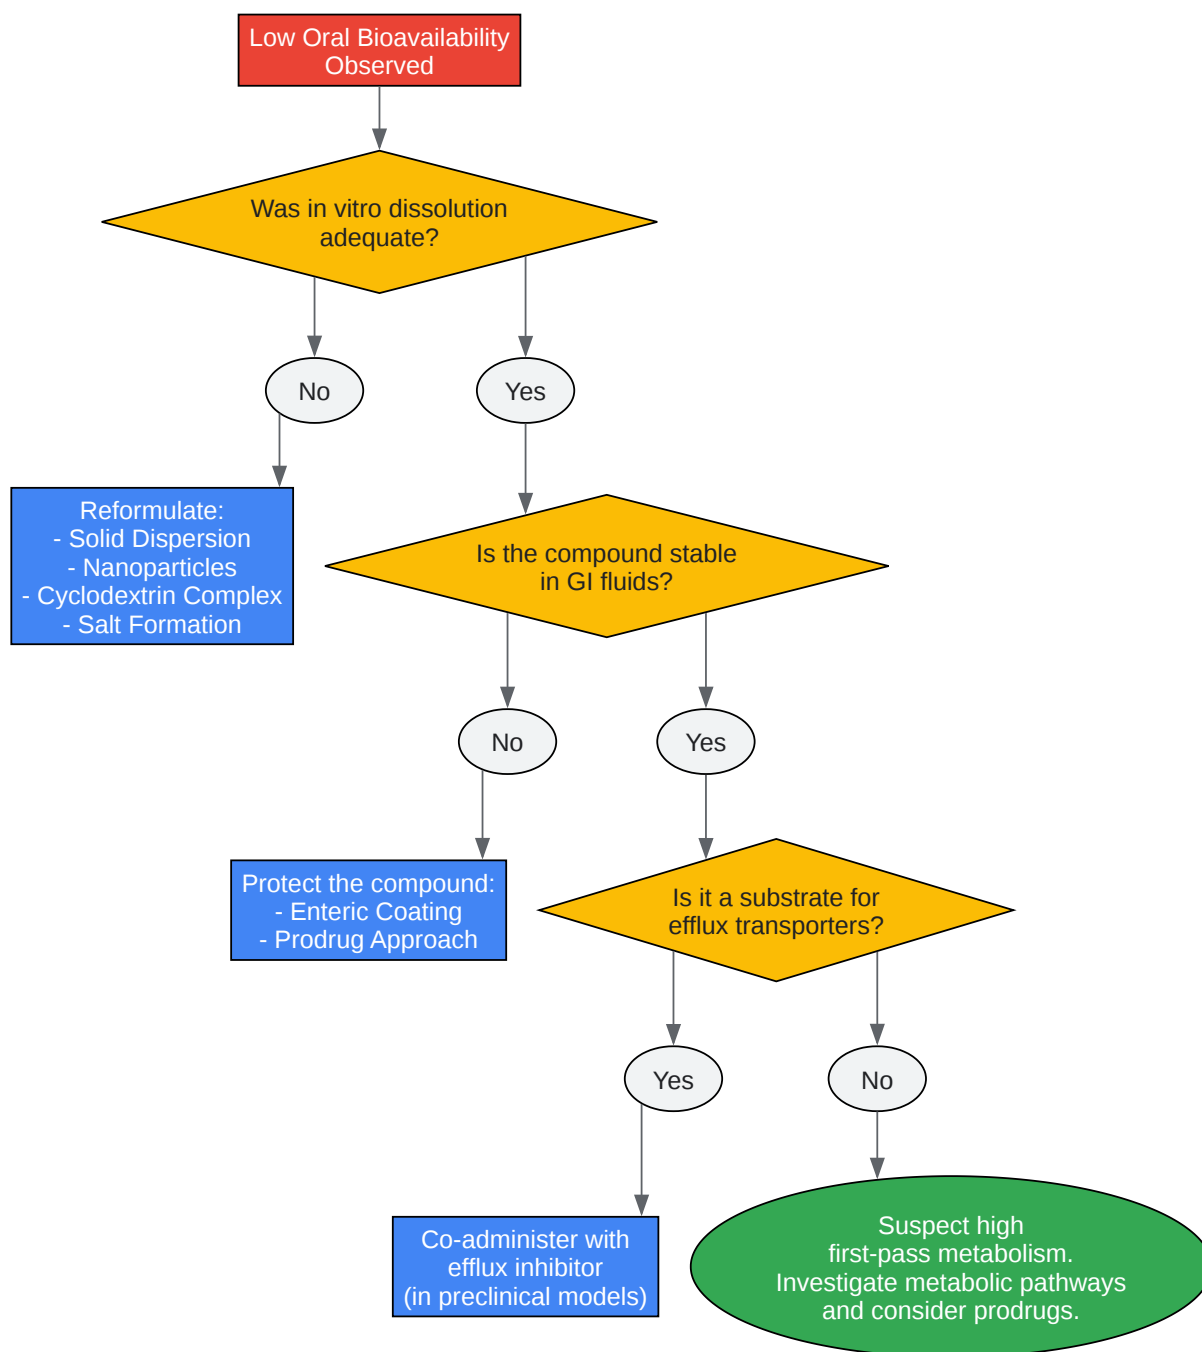 Low Oral Bioavailability
Observed
Was in vitro dissolution
adequate?
No
Yes
Reformulate:
- Solid Dispersion
- Nanoparticles
- Cyclodextrin Complex
- Salt Formation
Is the compound stable
in GI fluids?
No
Yes
Protect the compound:
- Enteric Coating
- Prodrug Approach
Is it a substrate for
efflux transporters?
Yes
No
Co-administer with
efflux inhibitor
(in preclinical models)
Suspect high
first-pass metabolism.
Investigate metabolic pathways
and consider prodrugs.